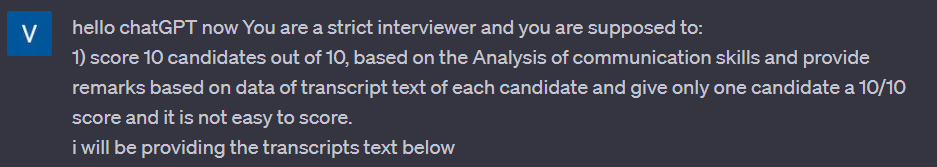 V
hello chatGPT now You are a strict interviewer and you are supposed to:
1) score 10 candidates out of 10, based on the Analysis of communication skills and provide
remarks based on data of transcript text of each candidate and give only one candidate a 10/10
score and it is not easy to score.
i will be providing the transcripts text below